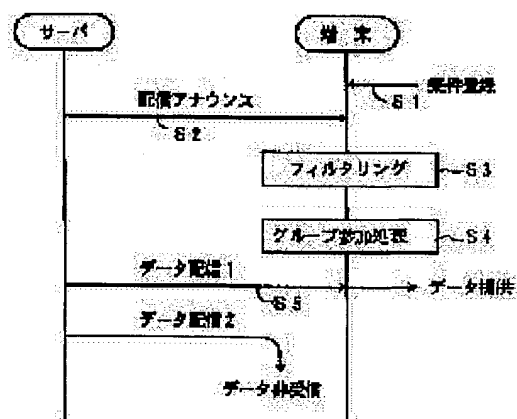 サーバ
端末
条件登録
S1
配信アナウンス
S2
フィルタリング
S3
グループ参加処理
S4
データ配信1
データ提供
S5
データ配信2
データ非受信